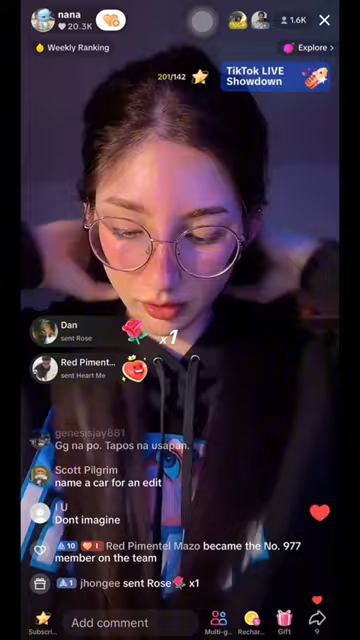 nana
20.3K
1.6K
Weekly Ranking
Explore >
201/142
TikTok LIVE
Showdown
Dan
sent Rose
x1
Red Piment...
sent Heart Me
genesisjay881
Gg na po. Tapos na usapan.
Scott Pilgrim
name a car for an edit
I U
Dont imagine
10 I Red Pimentel Mazo became the No. 977
member on the team
1 jhongee sent Rose x1
Subscri...
Add comment
Multi-g...
Rechar...
Gift